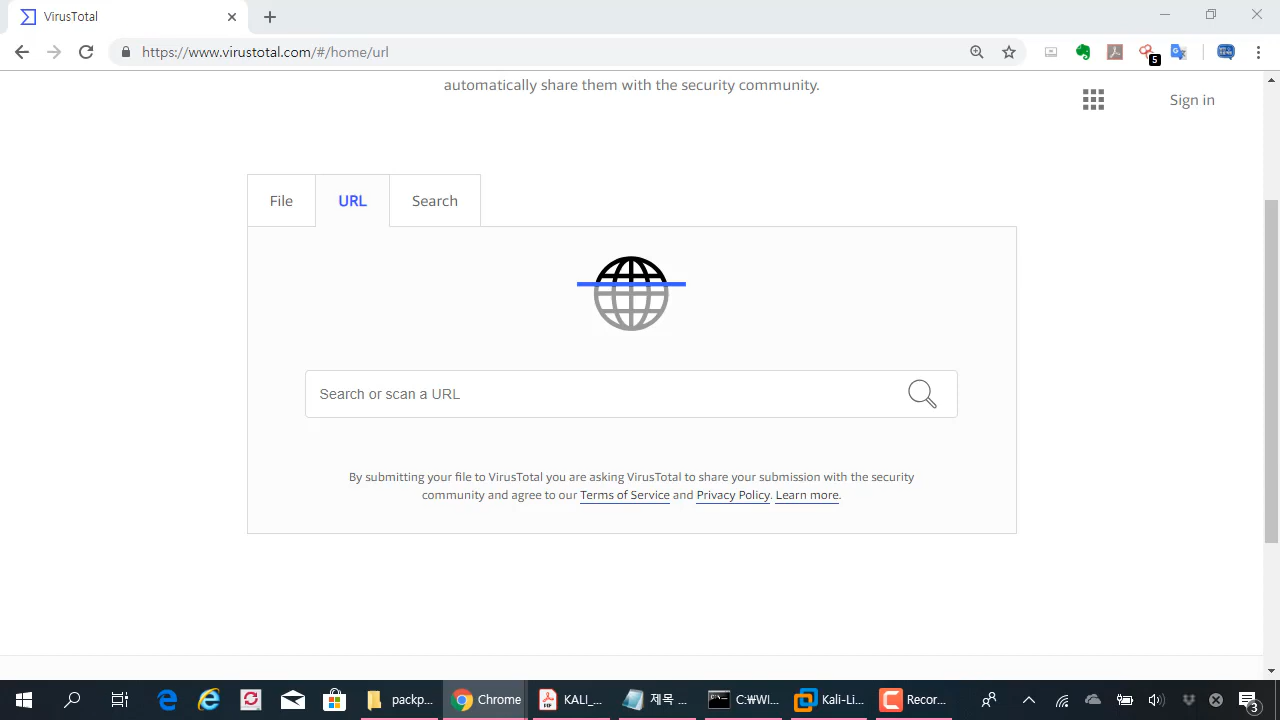 VirusTotal
https://www.virustotal.com/#/home/url
5
automatically share them with the security community.
Sign in
File
URL
Search
Search or scan a URL
By submitting your file to VirusTotal you are asking VirusTotal to share your submission with the security
community and agree to our Terms of Service and Privacy Policy. Learn more.
packp...
Chrome
KALI_...
제목 ...
C:₩WI...
Kali-Li...
Recor...
3